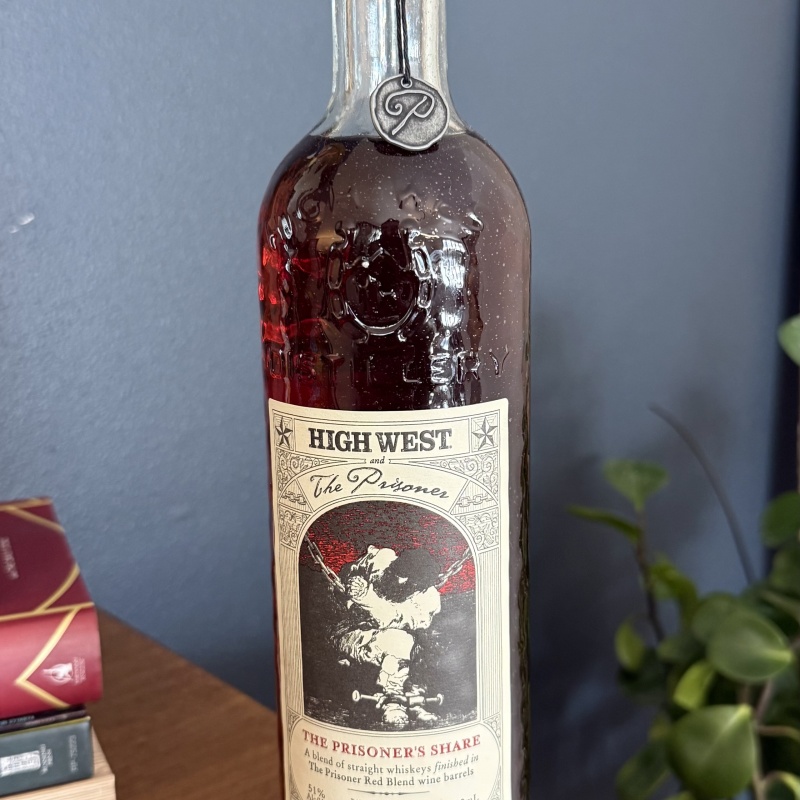 P
DISTILLERY
HIGH WEST
and
The Prisoner
THE PRISONER'S SHARE
A blend of straight whiskeys finished in
The Prisoner Red Blend wine barrels
51%